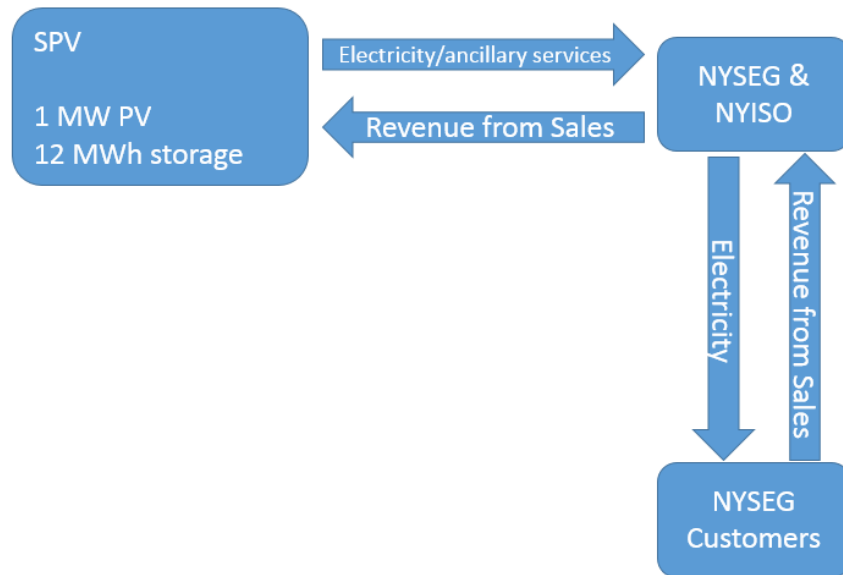 SPV
1 MW PV
12 MWh storage
Electricity/ancillary services
Revenue from Sales
NYSEG &
NYISO
Electricity
Revenue from Sales
NYSEG
Customers